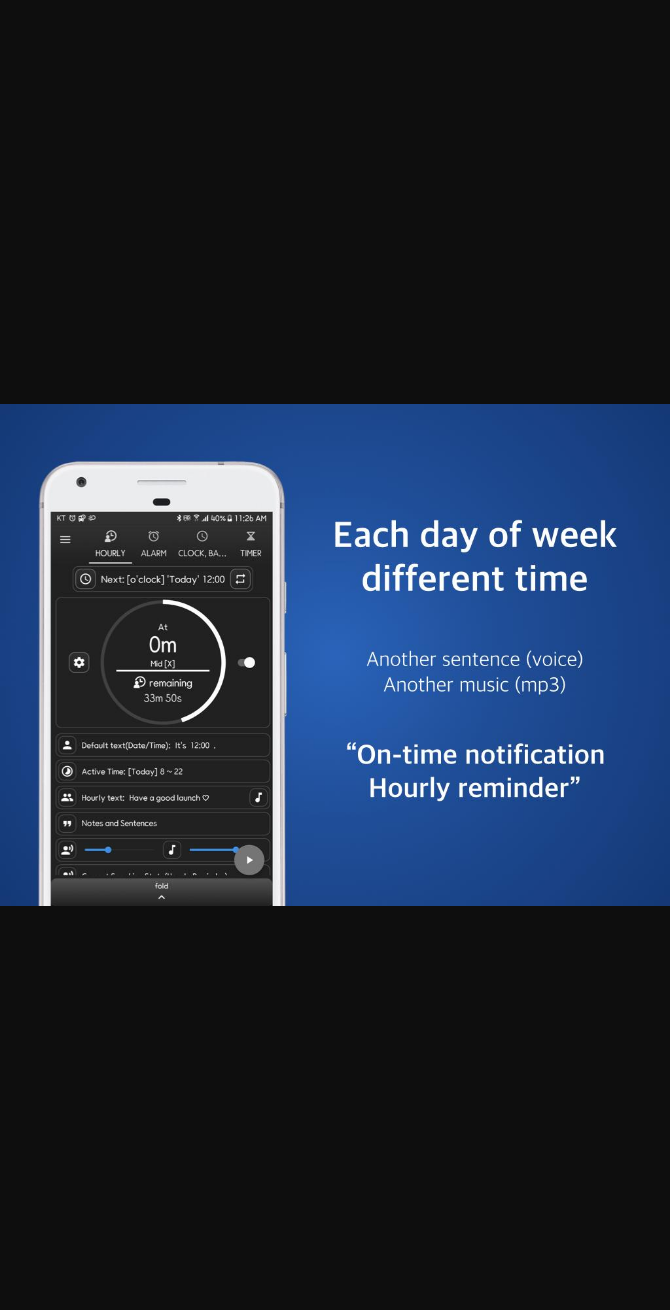 KT
40% 11:26 AM
HOURLY ALARM CLOCK, BA... TIMER
Next: [o'clock] 'Today' 12:00
At
0m
Mid [X]
remaining
33m 50s
Default text(Date/Time): It's 12:00 .
Active Time: [Today] 8 ~ 22
Hourly text: Have a good launch ♡
Notes and Sentences
fold
Each day of week
different time
Another sentence (voice)
Another music (mp3)
“On-time notification
Hourly reminder”